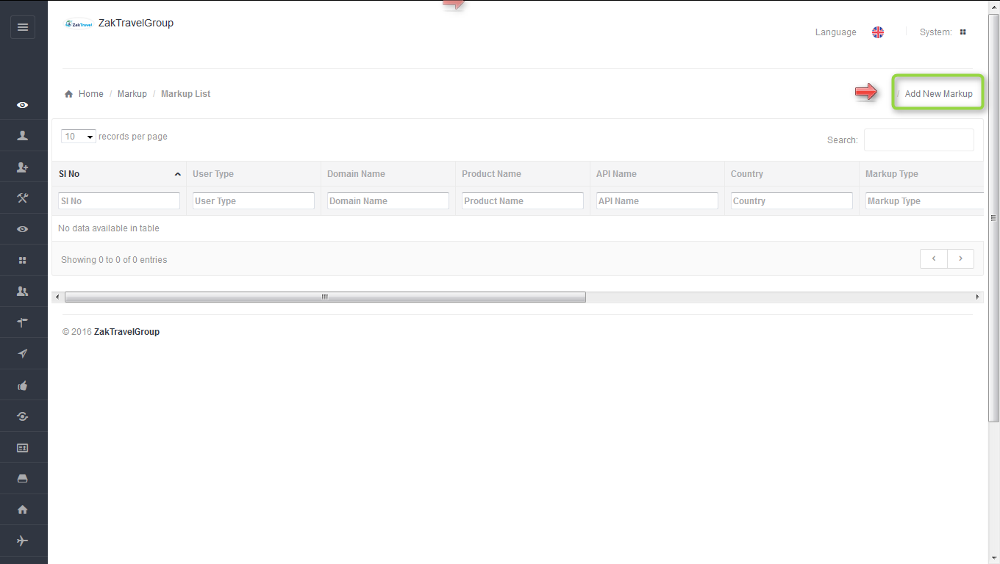 ZakTravel ZakTravelGroup
Language System:
Home / Markup / Markup List / Add New Markup
10 records per page
Search:
Sl No User Type Domain Name Product Name API Name Country Markup Type
Sl No User Type Domain Name Product Name API Name Country Markup Type
No data available in table
Showing 0 to 0 of 0 entries
© 2016 ZakTravelGroup